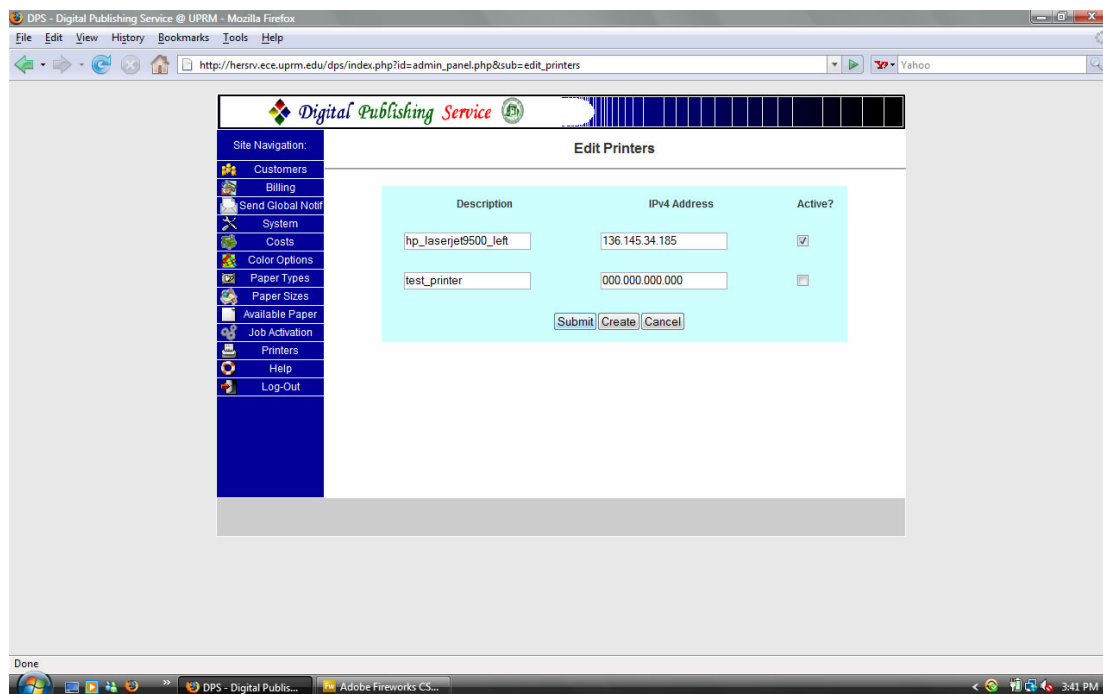 DPS - Digital Publishing Service @ UPRM - Mozilla Firefox
File Edit View History Bookmarks Tools Help
http://hersrv.ece.uprm.edu/dps/index.php?id=admin_panel.php&sub=edit_printers
Yahoo
Digital Publishing Service
Site Navigation:
Customers
Billing
Send Global Notif
System
Costs
Color Options
Paper Types
Paper Sizes
Available Paper
Job Activation
Printers
Help
Log-Out
Edit Printers
Description IPv4 Address Active?
hp_laserjet9500_left 136.145.34.185
test_printer 000.000.000.000
Submit Create Cancel
Done
DPS - Digital Publis... Adobe Fireworks CS... 3:41 PM